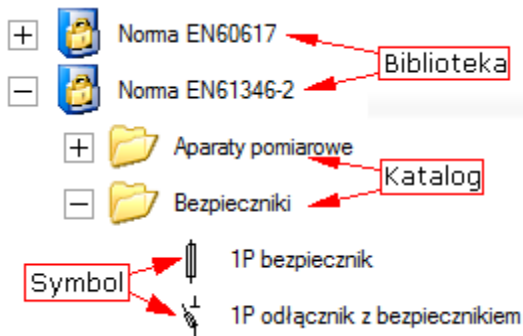 Norma EN60617
Biblioteka
Norma EN61346-2
Aparaty pomiarowe
Katalog
Bezpieczniki
1P bezpiecznik
Symbol
1P odłącznik z bezpiecznikiem